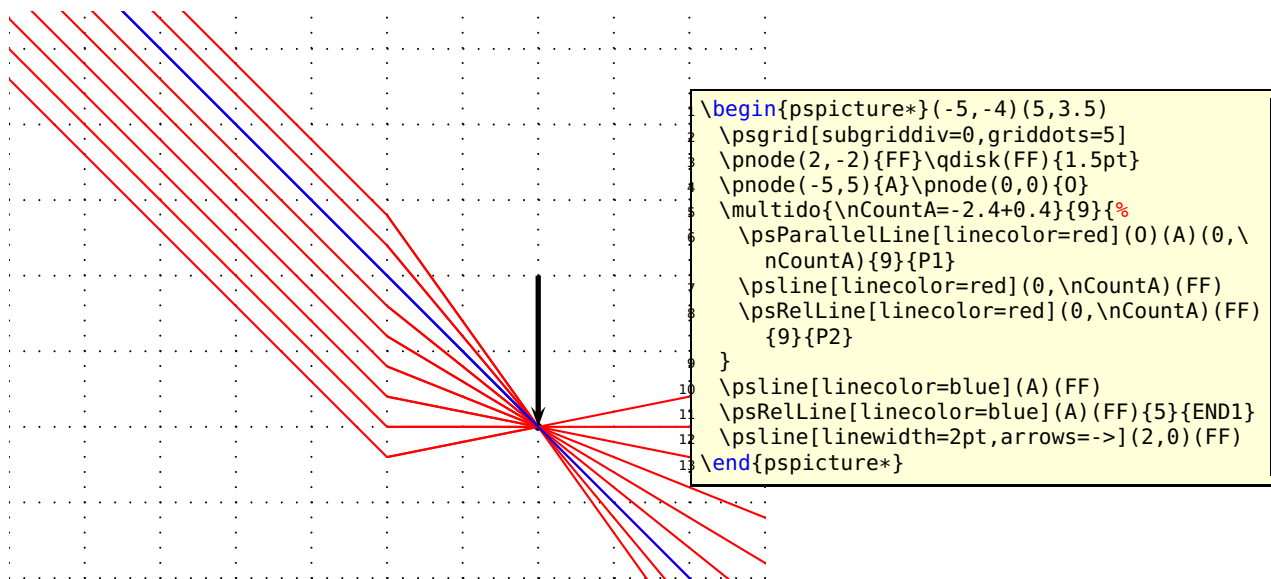 1 \begin{pspicture*}(-5,-4)(5,3.5)
2 \psgrid[subgriddiv=0,griddots=5]
3 \pnode(2,-2){FF}\qdisk(FF){1.5pt}
4 \pnode(-5,5){A}\pnode(0,0){O}
5 \multido{\nCountA=-2.4+0.4}{9}{%
6 \psParallelLine[linecolor=red](O)(A)(0,\
nCountA){9}{P1}
7 \psline[linecolor=red](0,\nCountA)(FF)
8 \psRelLine[linecolor=red](0,\nCountA)(FF)
{9}{P2}
9 }
10 \psline[linecolor=blue](A)(FF)
11 \psRelLine[linecolor=blue](A)(FF){5}{END1}
12 \psline[linewidth=2pt,arrows=->](2,0)(FF)
13 \end{pspicture*}